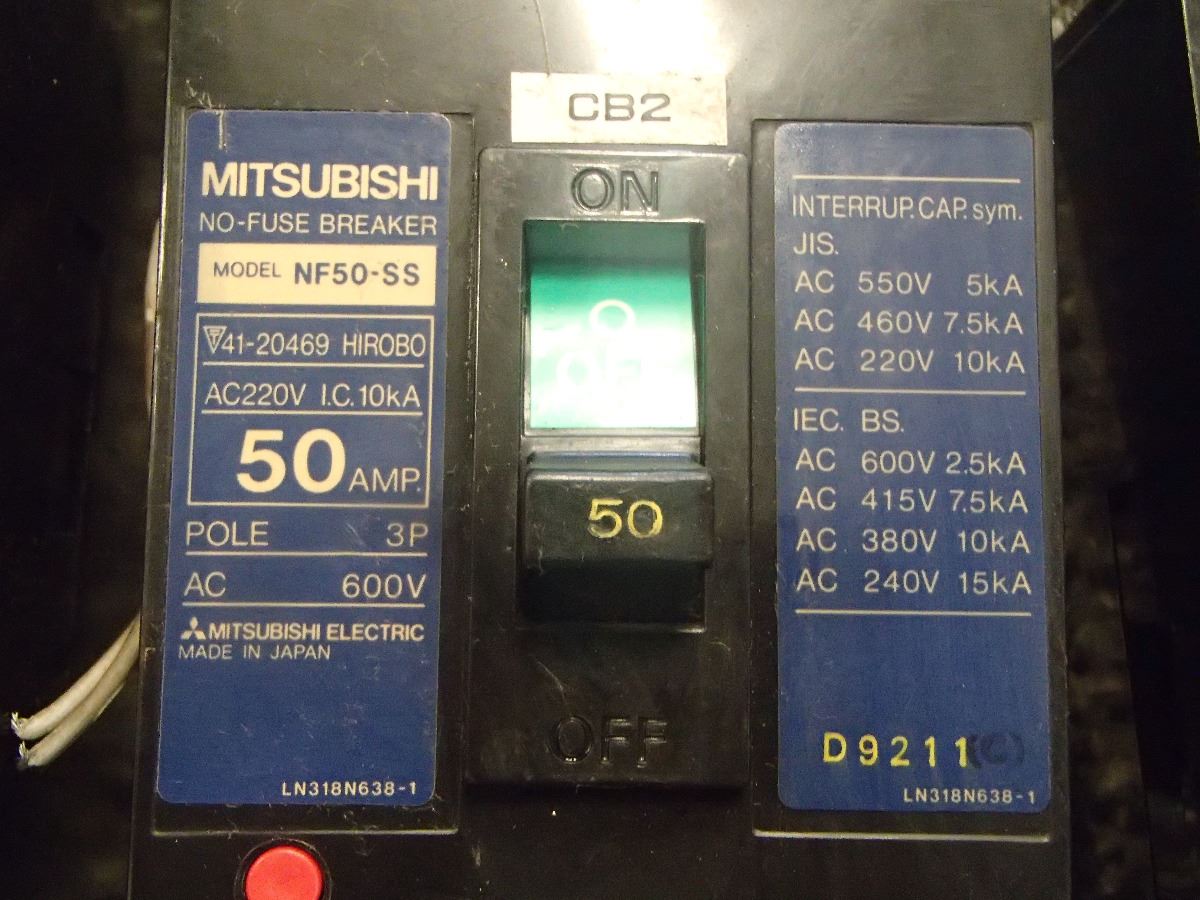 CB2
MITSUBISHI
NO-FUSE BREAKER
MODEL NF50-SS
41-20469 HIROBO
AC220V I.C.10kA
50 AMP.
POLE 3P
AC 600V
MITSUBISHI ELECTRIC
MADE IN JAPAN
LN318N638-1
ON
OFF
50
OFF
INTERRUP.CAP.sym.
JIS.
AC 550V 5kA
AC 460V 7.5kA
AC 220V 10kA
IEC. BS.
AC 600V 2.5kA
AC 415V 7.5kA
AC 380V 10kA
AC 240V 15kA
D9211(C)
LN318N638-1